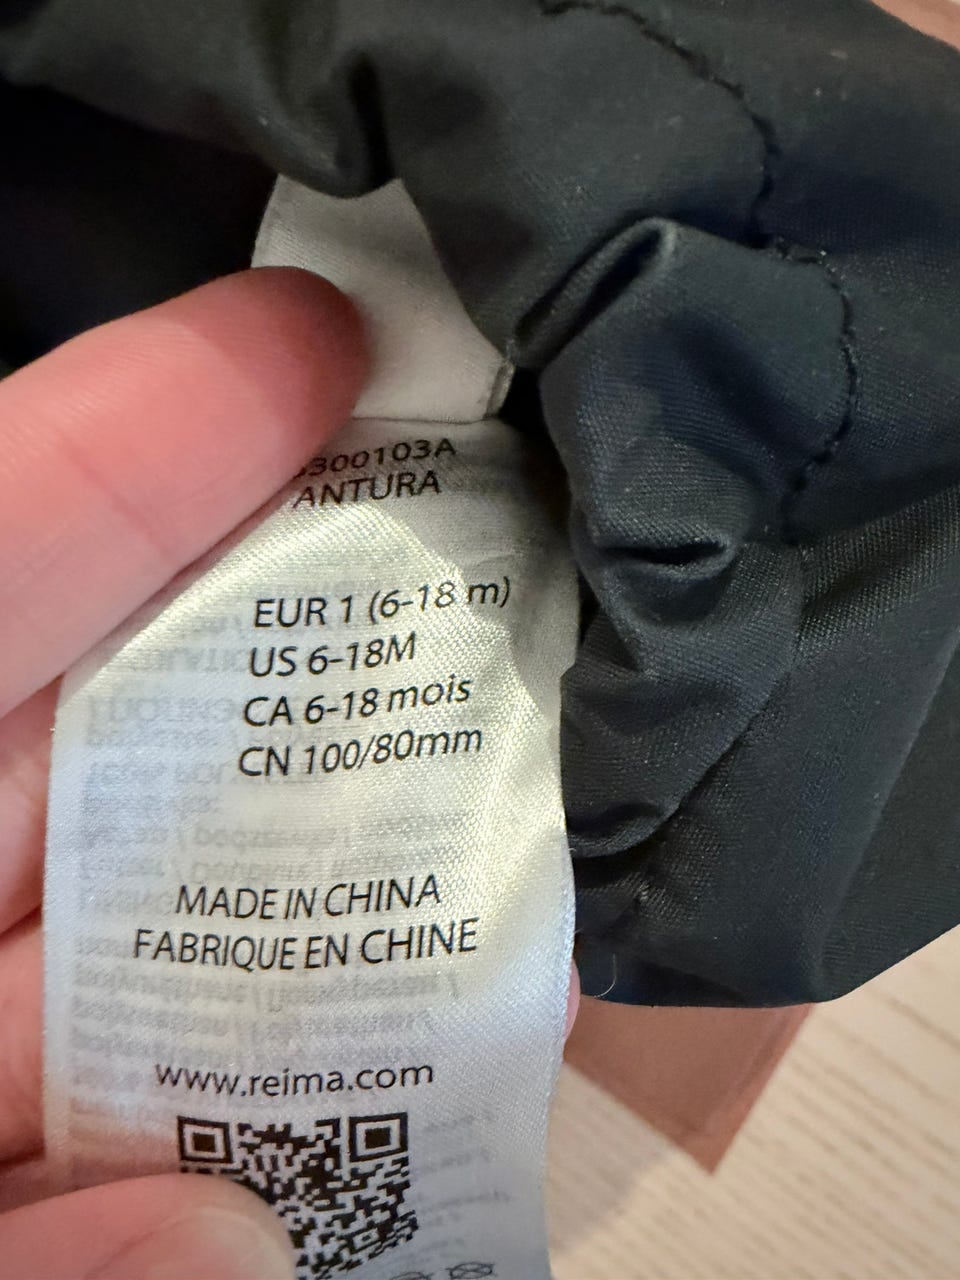 300103A
ANTURA
EUR 1 (6-18 m)
US 6-18M
CA 6-18 mois
CN 100/80mm
MADE IN CHINA
FABRIQUE EN CHINE
www.reima.com